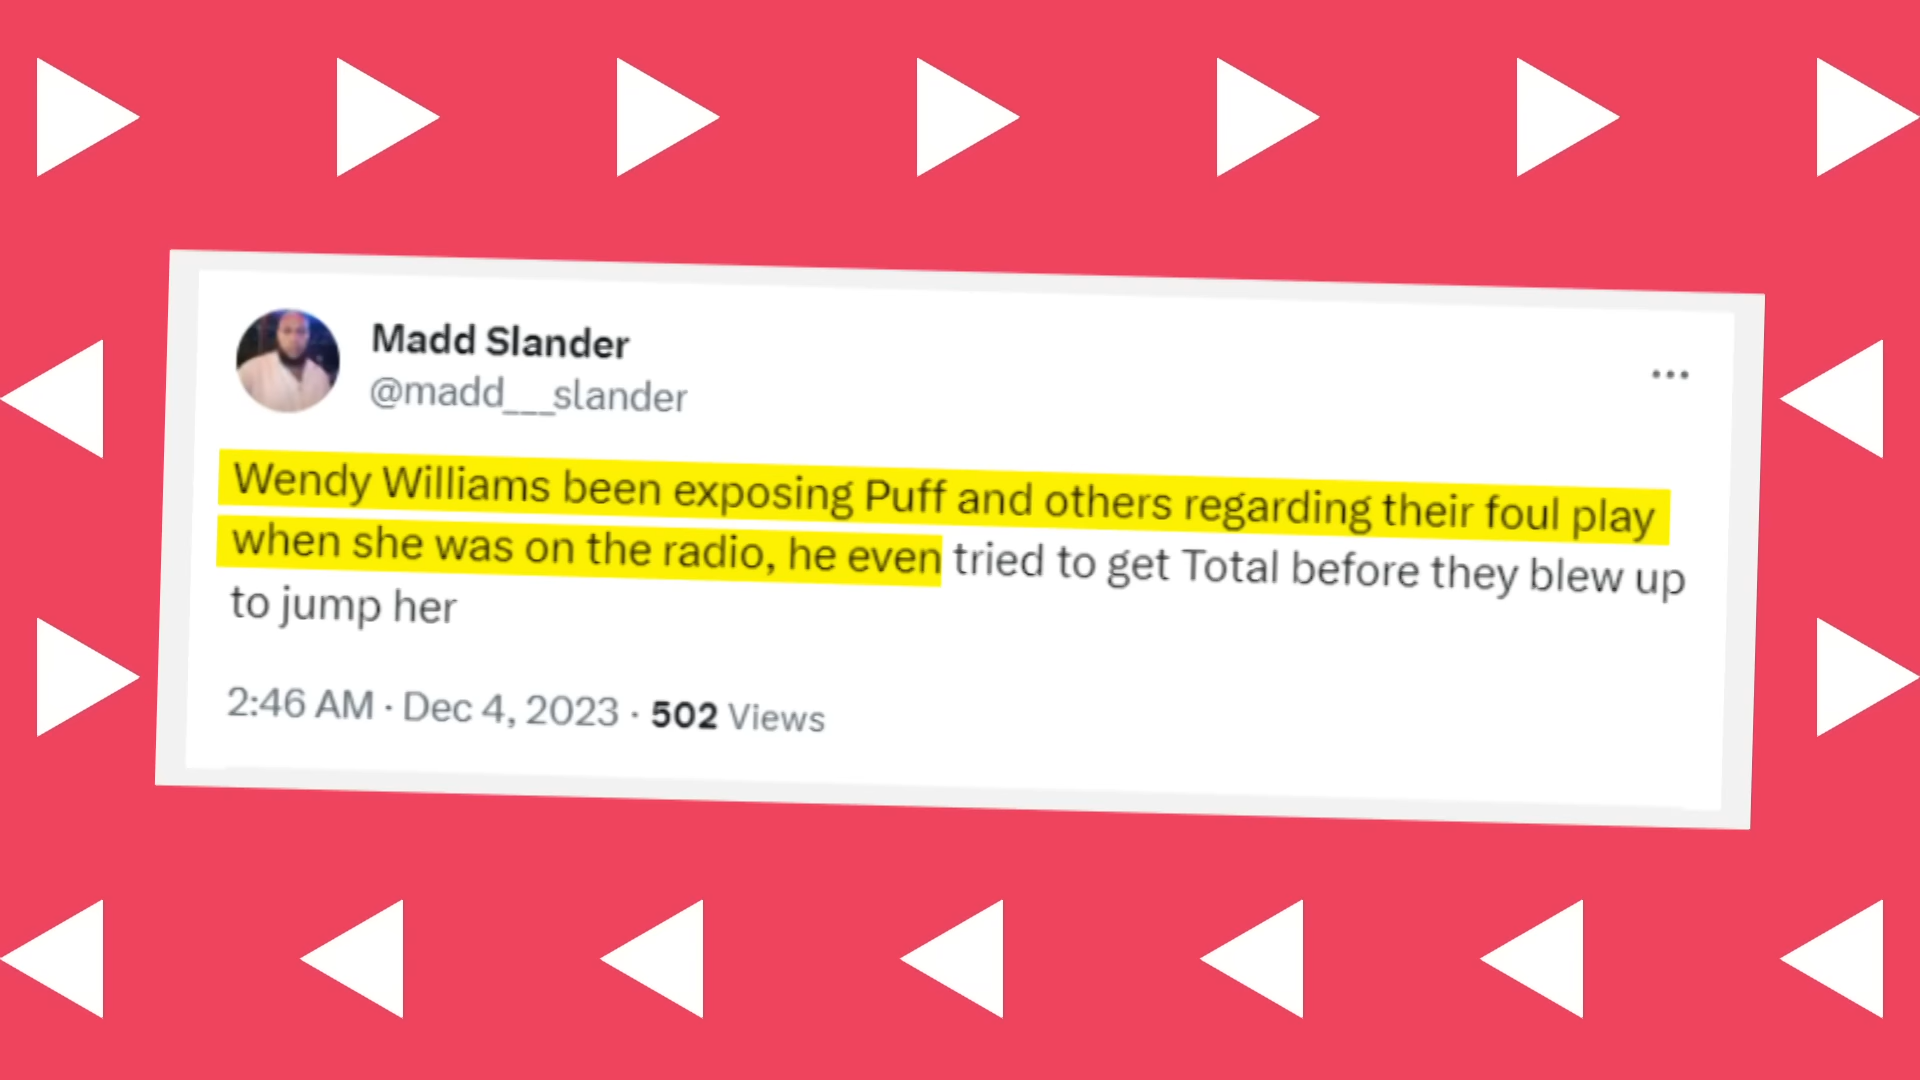 Madd Slander
@madd___slander
Wendy Williams been exposing Puff and others regarding their foul play
when she was on the radio, he even tried to get Total before they blew up
to jump her
2:46 AM · Dec 4, 2023 · 502 Views